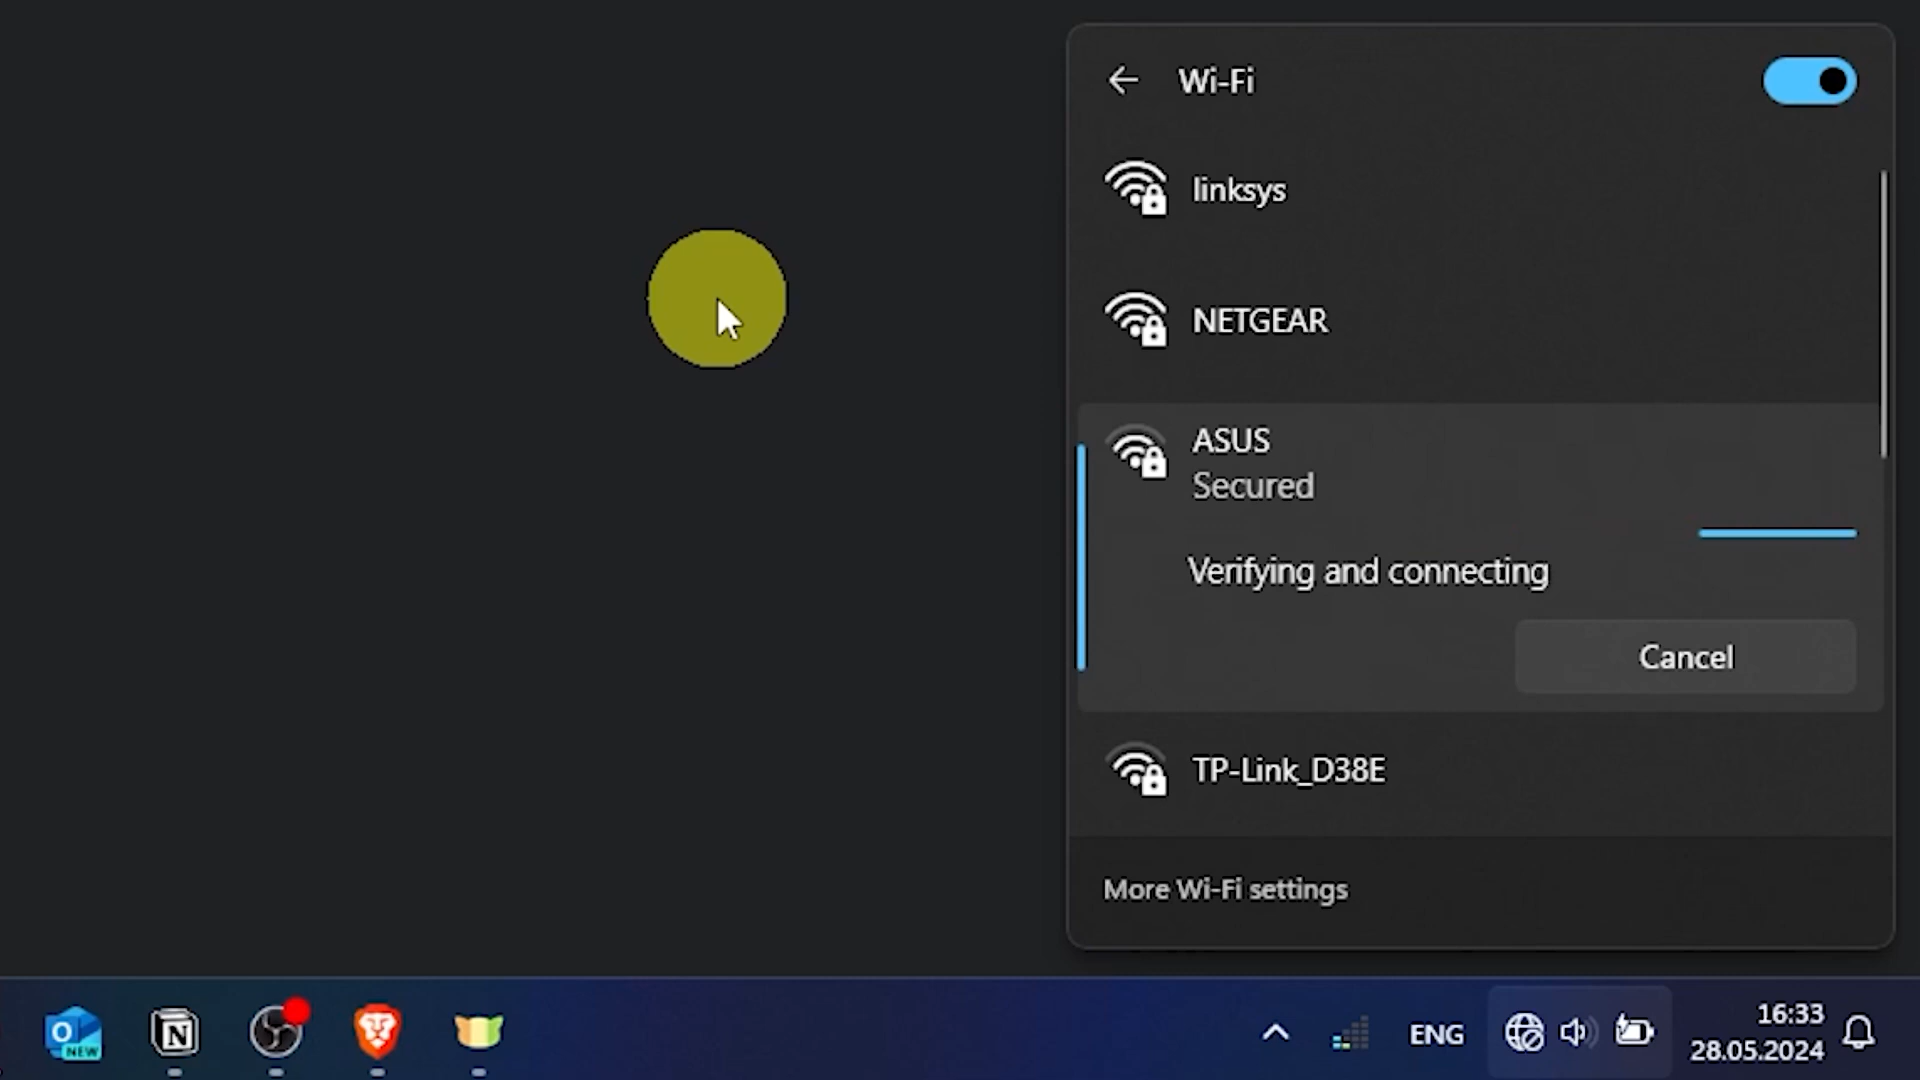 Wi-Fi
linksys
NETGEAR
ASUS
Secured
Verifying and connecting
Cancel
TP-Link_D38E
More Wi-Fi settings
O
NEW
N
ENG
16:33
28.05.2024